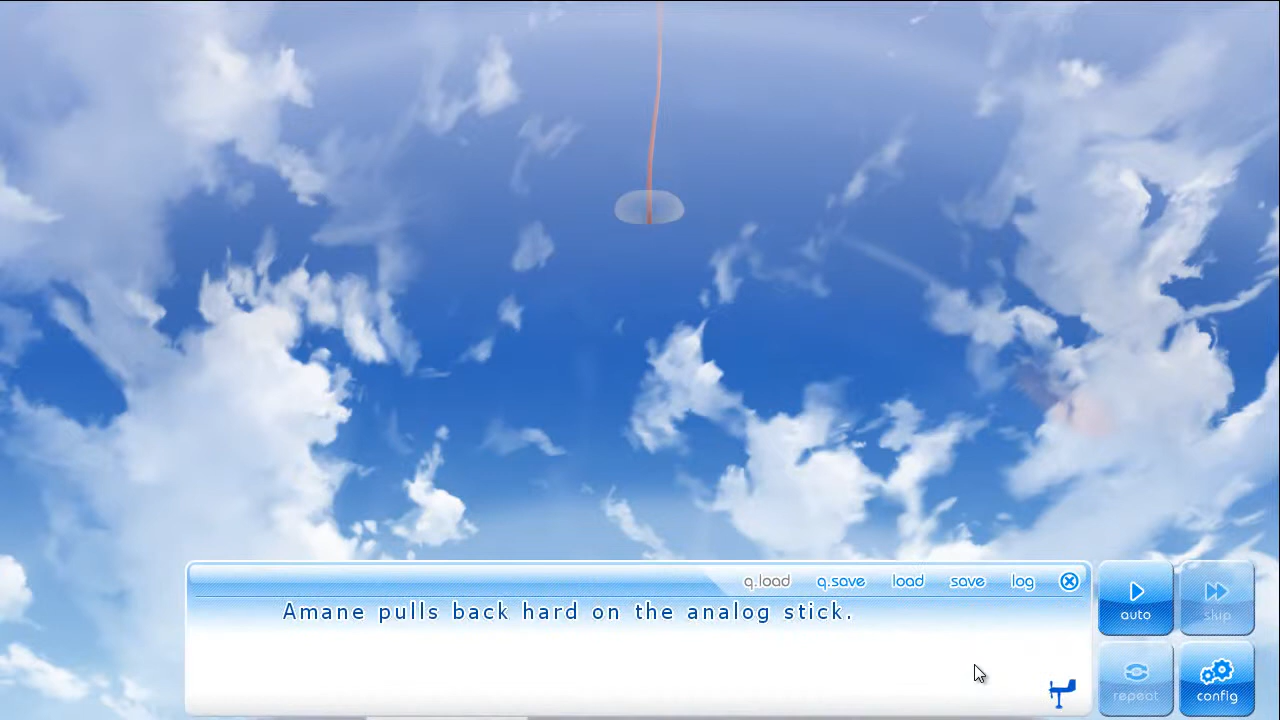 q.load q.save load save log
Amane pulls back hard on the analog stick.
auto
skip
repeat
config